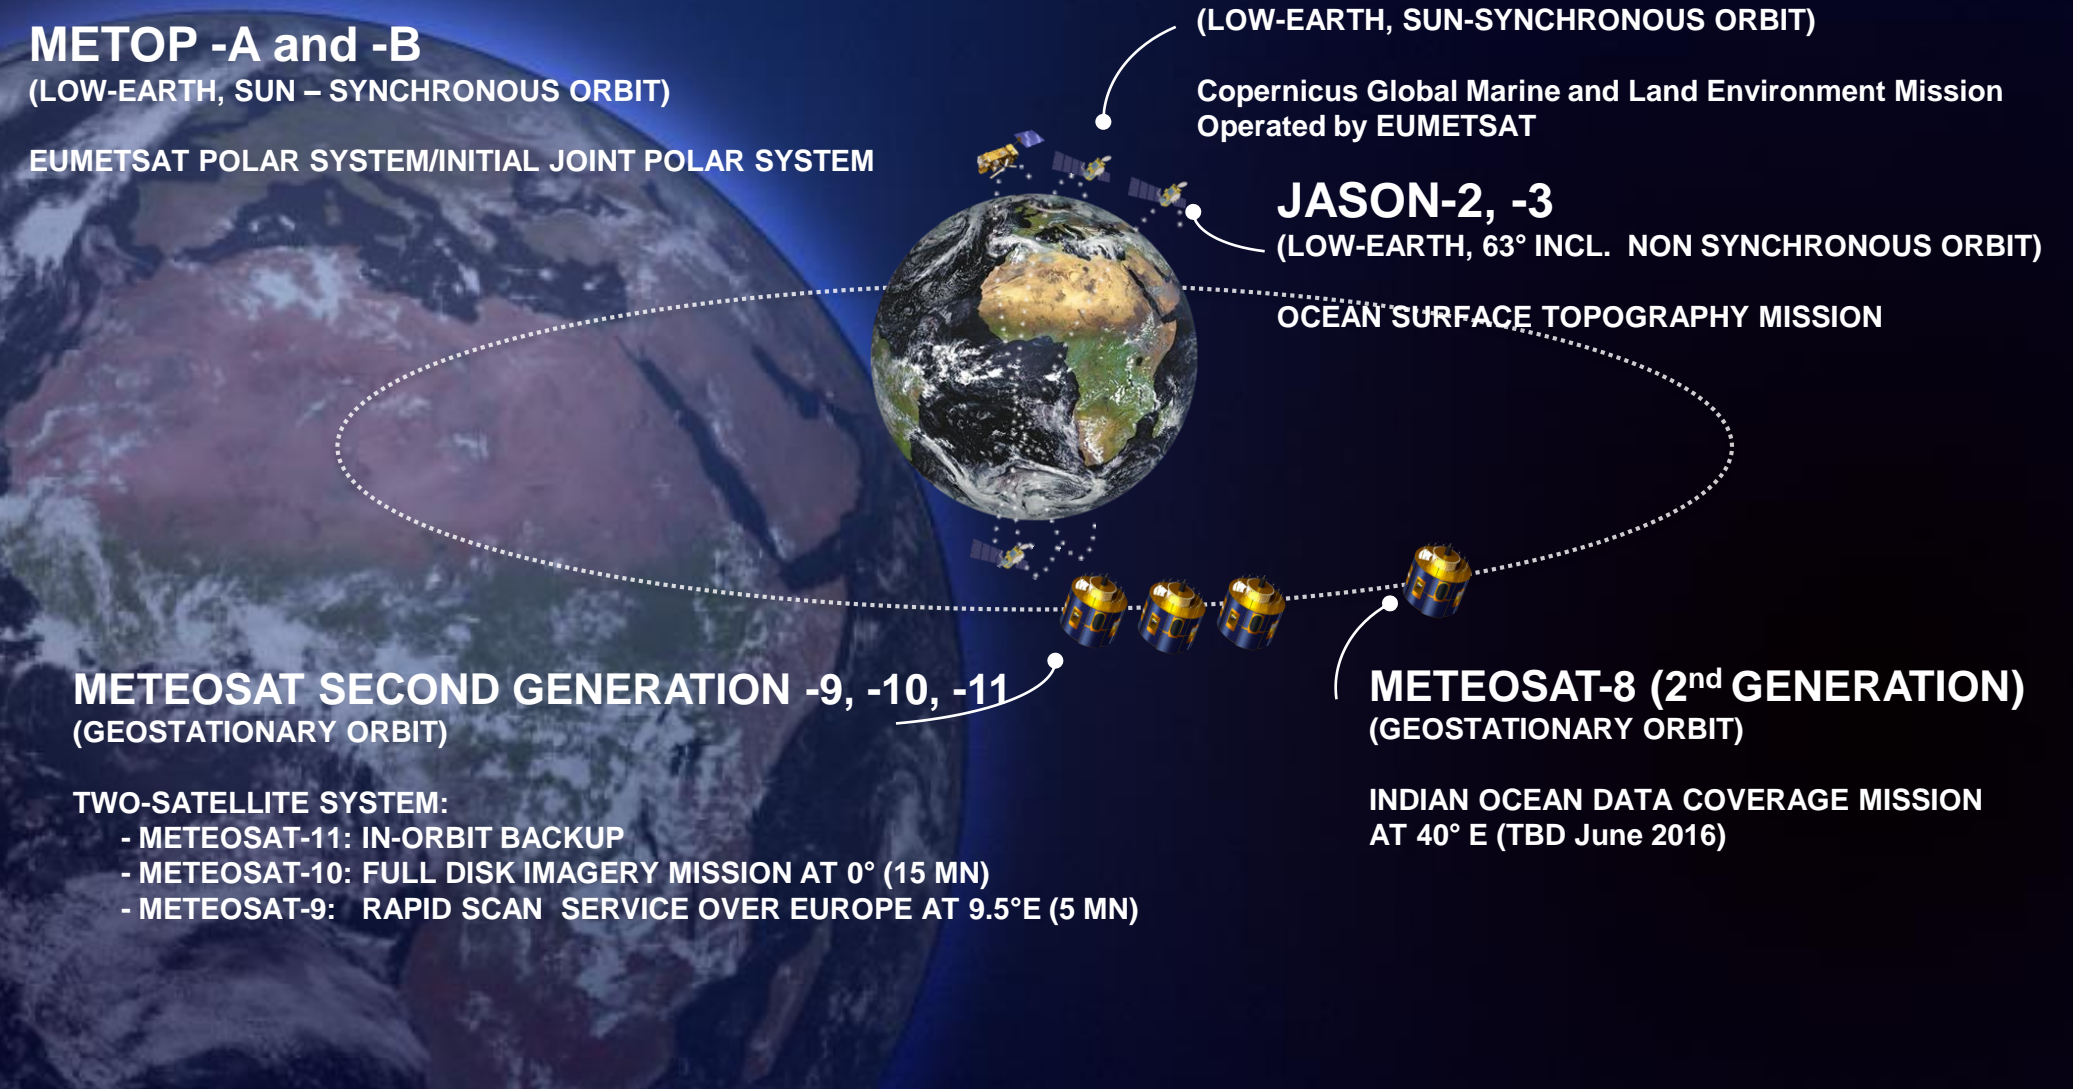 METOP -A and -B
(LOW-EARTH, SUN – SYNCHRONOUS ORBIT)
EUMETSAT POLAR SYSTEM/INITIAL JOINT POLAR SYSTEM
(LOW-EARTH, SUN-SYNCHRONOUS ORBIT)
Copernicus Global Marine and Land Environment Mission
Operated by EUMETSAT
JASON-2, -3
(LOW-EARTH, 63° INCL. NON SYNCHRONOUS ORBIT)
OCEAN SURFACE TOPOGRAPHY MISSION
METEOSAT SECOND GENERATION -9, -10, -11
(GEOSTATIONARY ORBIT)
TWO-SATELLITE SYSTEM:
- METEOSAT-11: IN-ORBIT BACKUP
- METEOSAT-10: FULL DISK IMAGERY MISSION AT 0° (15 MN)
- METEOSAT-9: RAPID SCAN SERVICE OVER EUROPE AT 9.5°E (5 MN)
METEOSAT-8 (2nd GENERATION)
(GEOSTATIONARY ORBIT)
INDIAN OCEAN DATA COVERAGE MISSION
AT 40° E (TBD June 2016)